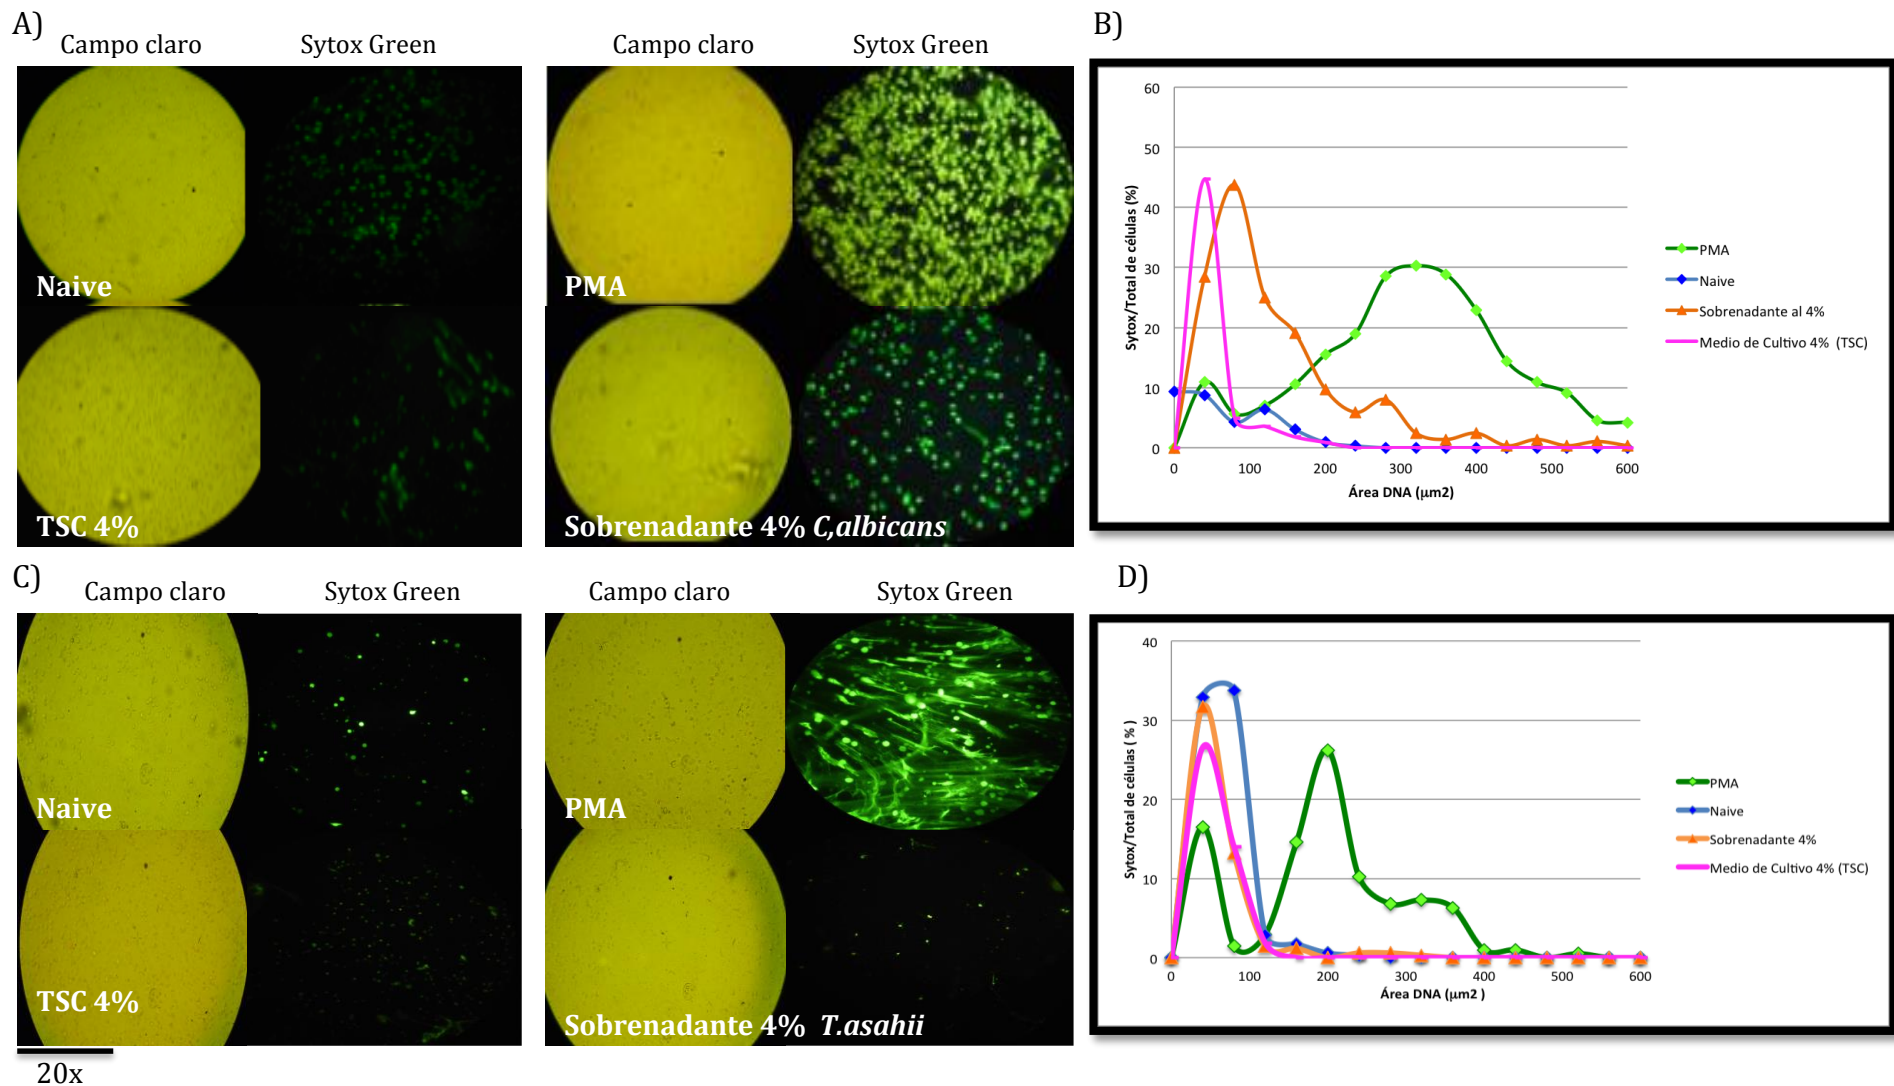 A)
Campo claro Sytox Green Campo claro Sytox Green
Naive PMA
TSC 4% Sobrenadante 4% C,albicans
B)
60
50
40
30
20
10
0
Sytox/Total de células (%)
0 100 200 300 400 500 600
Área DNA (μm2)
PMA
Naive
Sobrenadante al 4%
Medio de Cultivo 4% (TSC)
C)
Campo claro Sytox Green Campo claro Sytox Green
Naive PMA
TSC 4% Sobrenadante 4% T.asahii
20x
D)
40
30
20
10
0
Sytox/Total de células ( % )
0 100 200 300 400 500 600
Área DNA (μm2 )
PMA
Naive
Sobrenadante 4%
Medio de Cultivo 4% (TSC)